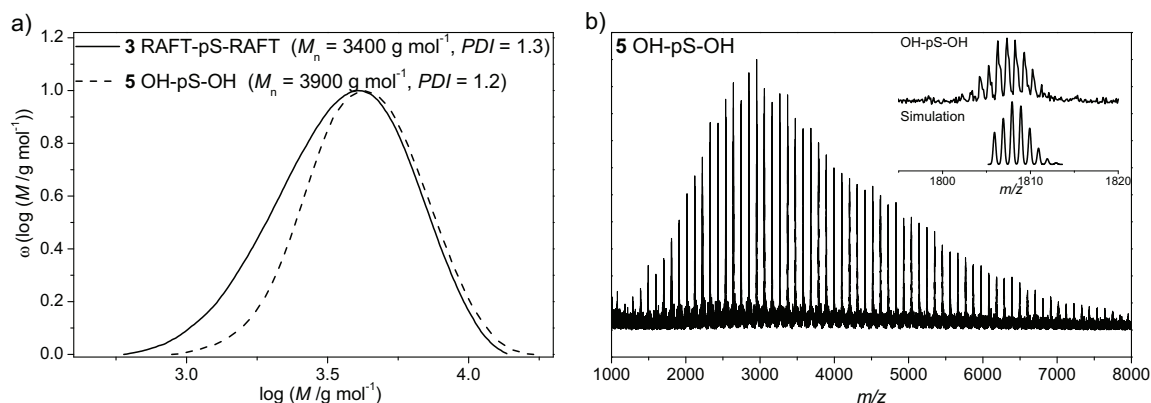 a)
3 RAFT-pS-RAFT (Mn = 3400 g mol-1, PDI = 1.3)
5 OH-pS-OH (Mn = 3900 g mol-1, PDI = 1.2)
1.2
1.0
0.8
0.6
0.4
0.2
0.0
ω (log (M /g mol-1))
3.0 3.5 4.0
log (M /g mol-1)
b)
5 OH-pS-OH
OH-pS-OH
Simulation
1800 1810 1820
m/z
1000 2000 3000 4000 5000 6000 7000 8000
m/z